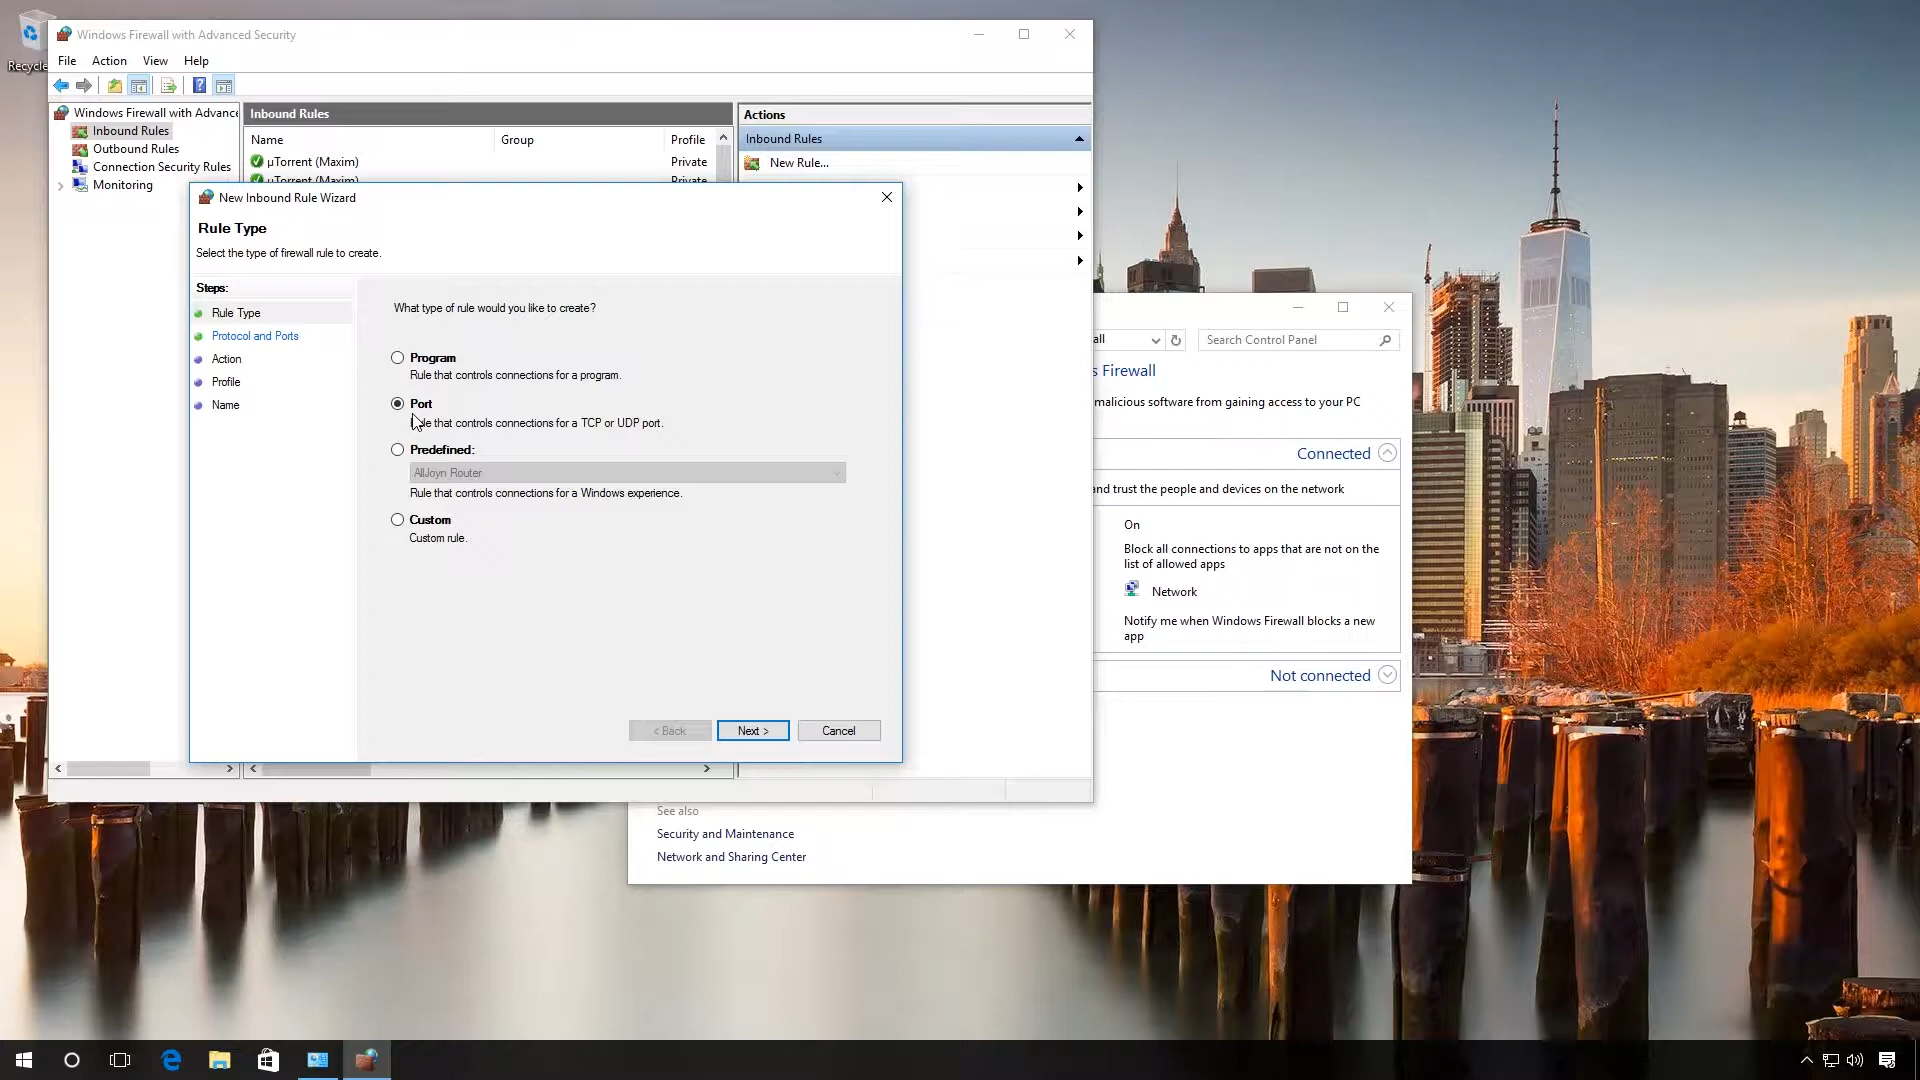 Recycle
Windows Firewall with Advanced Security
File Action View Help
Windows Firewall with Advance
Inbound Rules
Outbound Rules
Connection Security Rules
Monitoring
Inbound Rules
Name Group Profile
µTorrent (Maxim) Private
µTorrent (Maxim) Private
Actions
Inbound Rules
New Rule...
New Inbound Rule Wizard
Rule Type
Select the type of firewall rule to create.
Steps:
Rule Type
Protocol and Ports
Action
Profile
Name
What type of rule would you like to create?
Program
Rule that controls connections for a program.
Port
le that controls connections for a TCP or UDP port.
Predefined:
AllJoyn Router
Rule that controls connections for a Windows experience.
Custom
Custom rule.
< Back Next > Cancel
all Search Control Panel
s Firewall
malicious software from gaining access to your PC
Connected
and trust the people and devices on the network
On
Block all connections to apps that are not on the
list of allowed apps
Network
Notify me when Windows Firewall blocks a new
app
Not connected
See also
Security and Maintenance
Network and Sharing Center